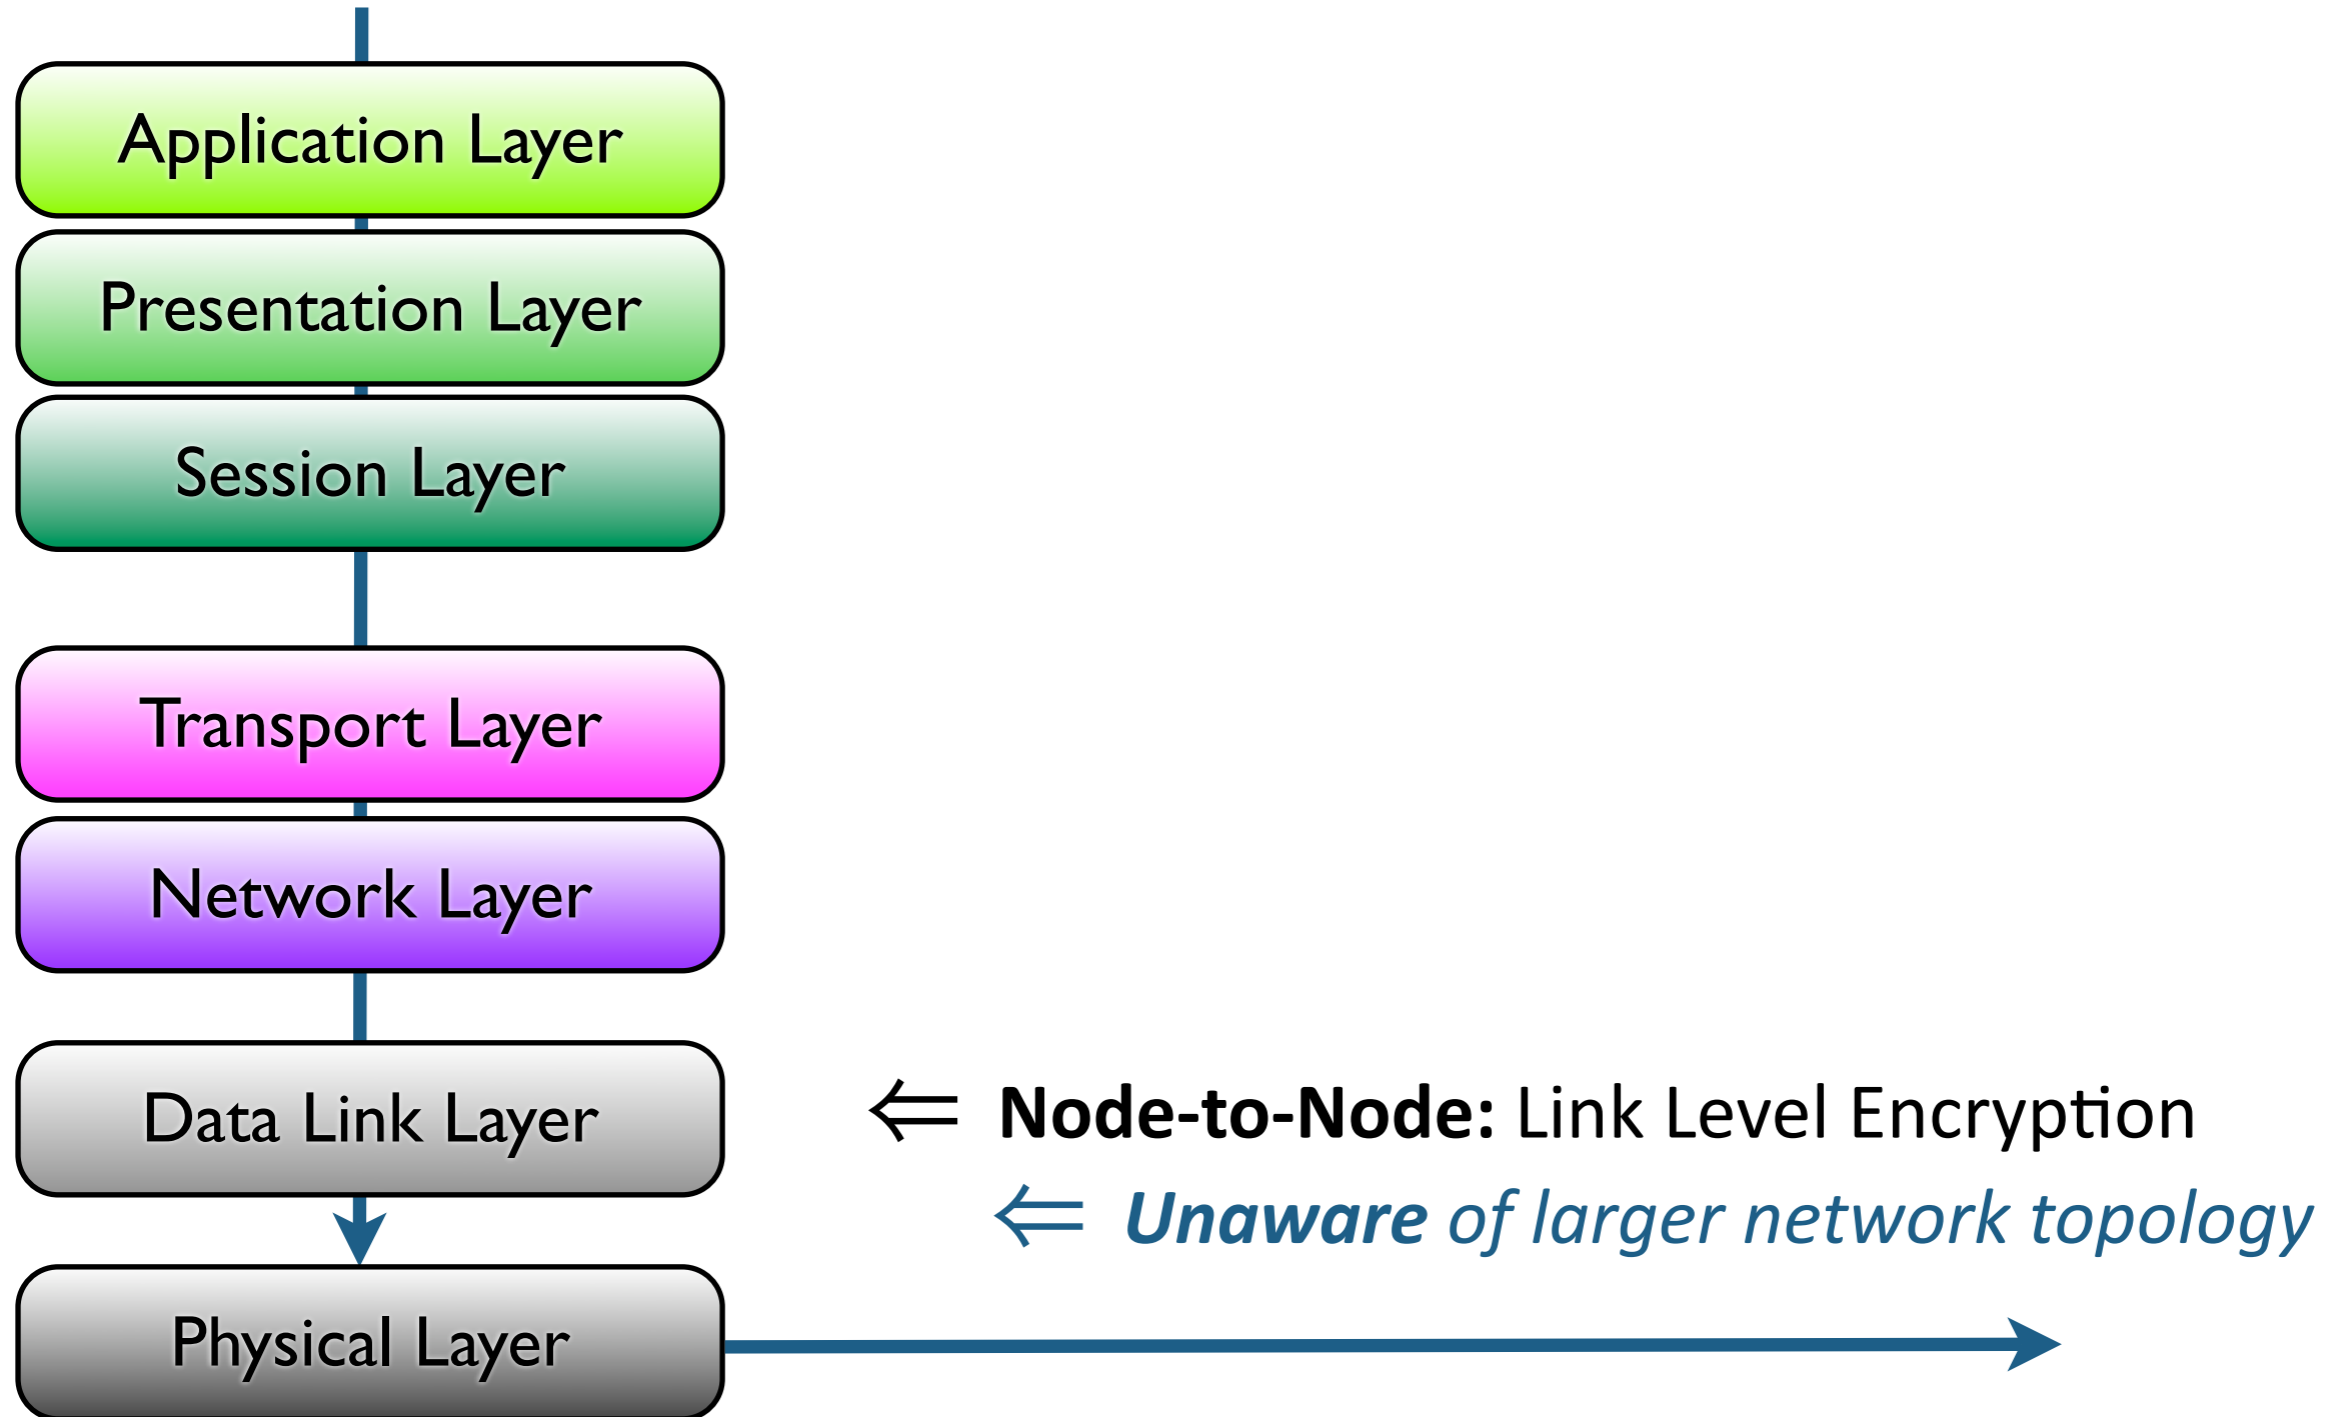 Application Layer
Presentation Layer
Session Layer
Transport Layer
Network Layer
Data Link Layer
⇐ Node-to-Node: Link Level Encryption
⇐ Unaware of larger network topology
Physical Layer